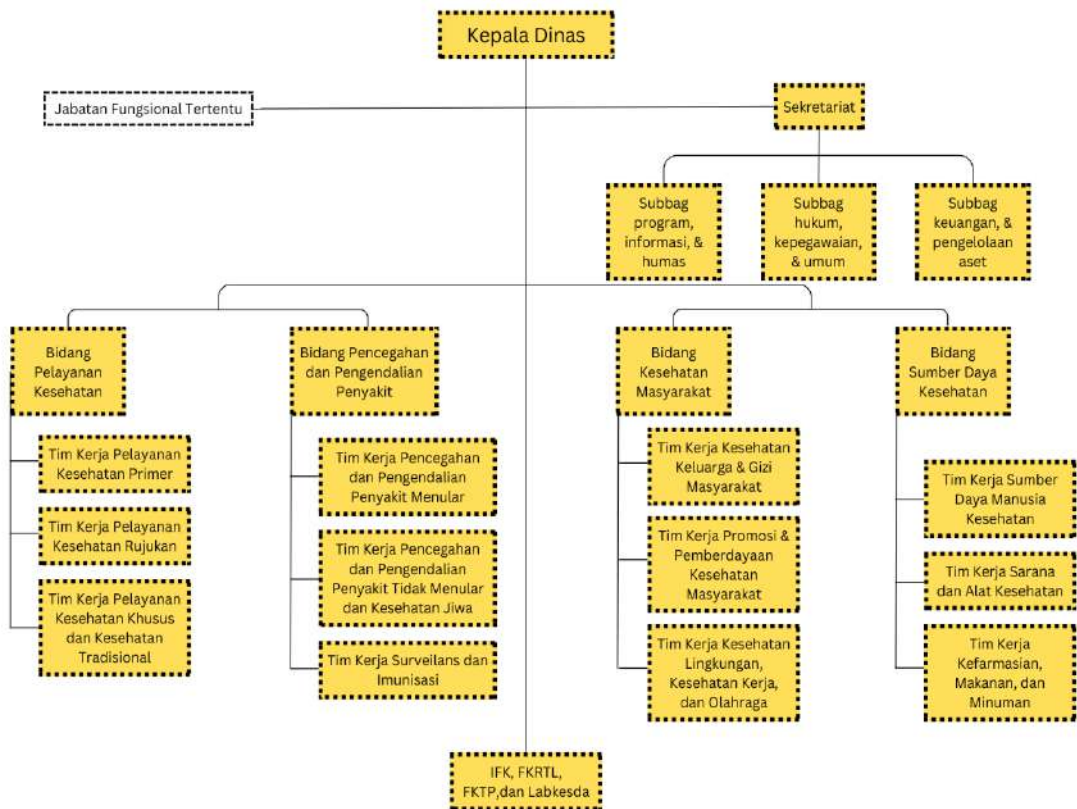 Kepala Dinas
Jabatan Fungsional Tertentu
Sekretariat
Subbag
program,
informasi, &
humas
Subbag
hukum,
kepegawaian,
& umum
Subbag
keuangan, &
pengelolaan
aset
Bidang
Pelayanan
Kesehatan
Bidang Pencegahan
dan Pengendalian
Penyakit
Bidang
Kesehatan
Masyarakat
Bidang
Sumber Daya
Kesehatan
Tim Kerja Pelayanan
Kesehatan Primer
Tim Kerja Pelayanan
Kesehatan Rujukan
Tim Kerja Pelayanan
Kesehatan Khusus
dan Kesehatan
Tradisional
Tim Kerja Pencegahan
dan Pengendalian
Penyakit Menular
Tim Kerja Pencegahan
dan Pengendalian
Penyakit Tidak Menular
dan Kesehatan Jiwa
Tim Kerja Surveilans dan
Imunisasi
Tim Kerja Kesehatan
Keluarga & Gizi
Masyarakat
Tim Kerja Promosi &
Pemberdayaan
Kesehatan
Masyarakat
Tim Kerja Kesehatan
Lingkungan,
Kesehatan Kerja,
dan Olahraga
Tim Kerja Sumber
Daya Manusia
Kesehatan
Tim Kerja Sarana
dan Alat Kesehatan
Tim Kerja
Kefarmasian,
Makanan, dan
Minuman
IFK, FKRTL,
FKTP,dan Labkesda